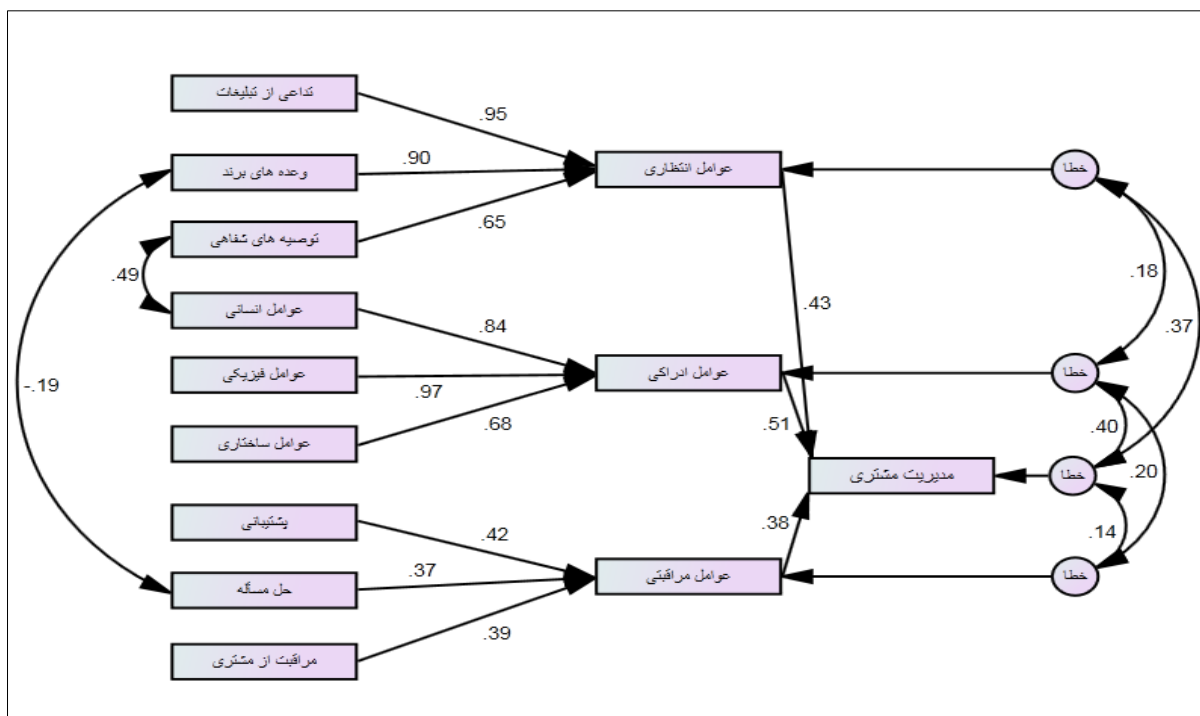 تداعی از تبلیغات
.95
وعده های برند
.90
عوامل انتظاری
خطا
توصیه های شفاهی
.65
.49
.18
عوامل انسانی
.43
.37
.84
عوامل فیزیکی
عوامل ادراکی
خطا
-.19
.97
.68
.51
.40
عوامل ساختاری
مدیریت مشتری
خطا
.20
پشتیبانی
.42
.38
.14
حل مسأله
.37
عوامل مراقبتی
خطا
.39
مراقبت از مشتری